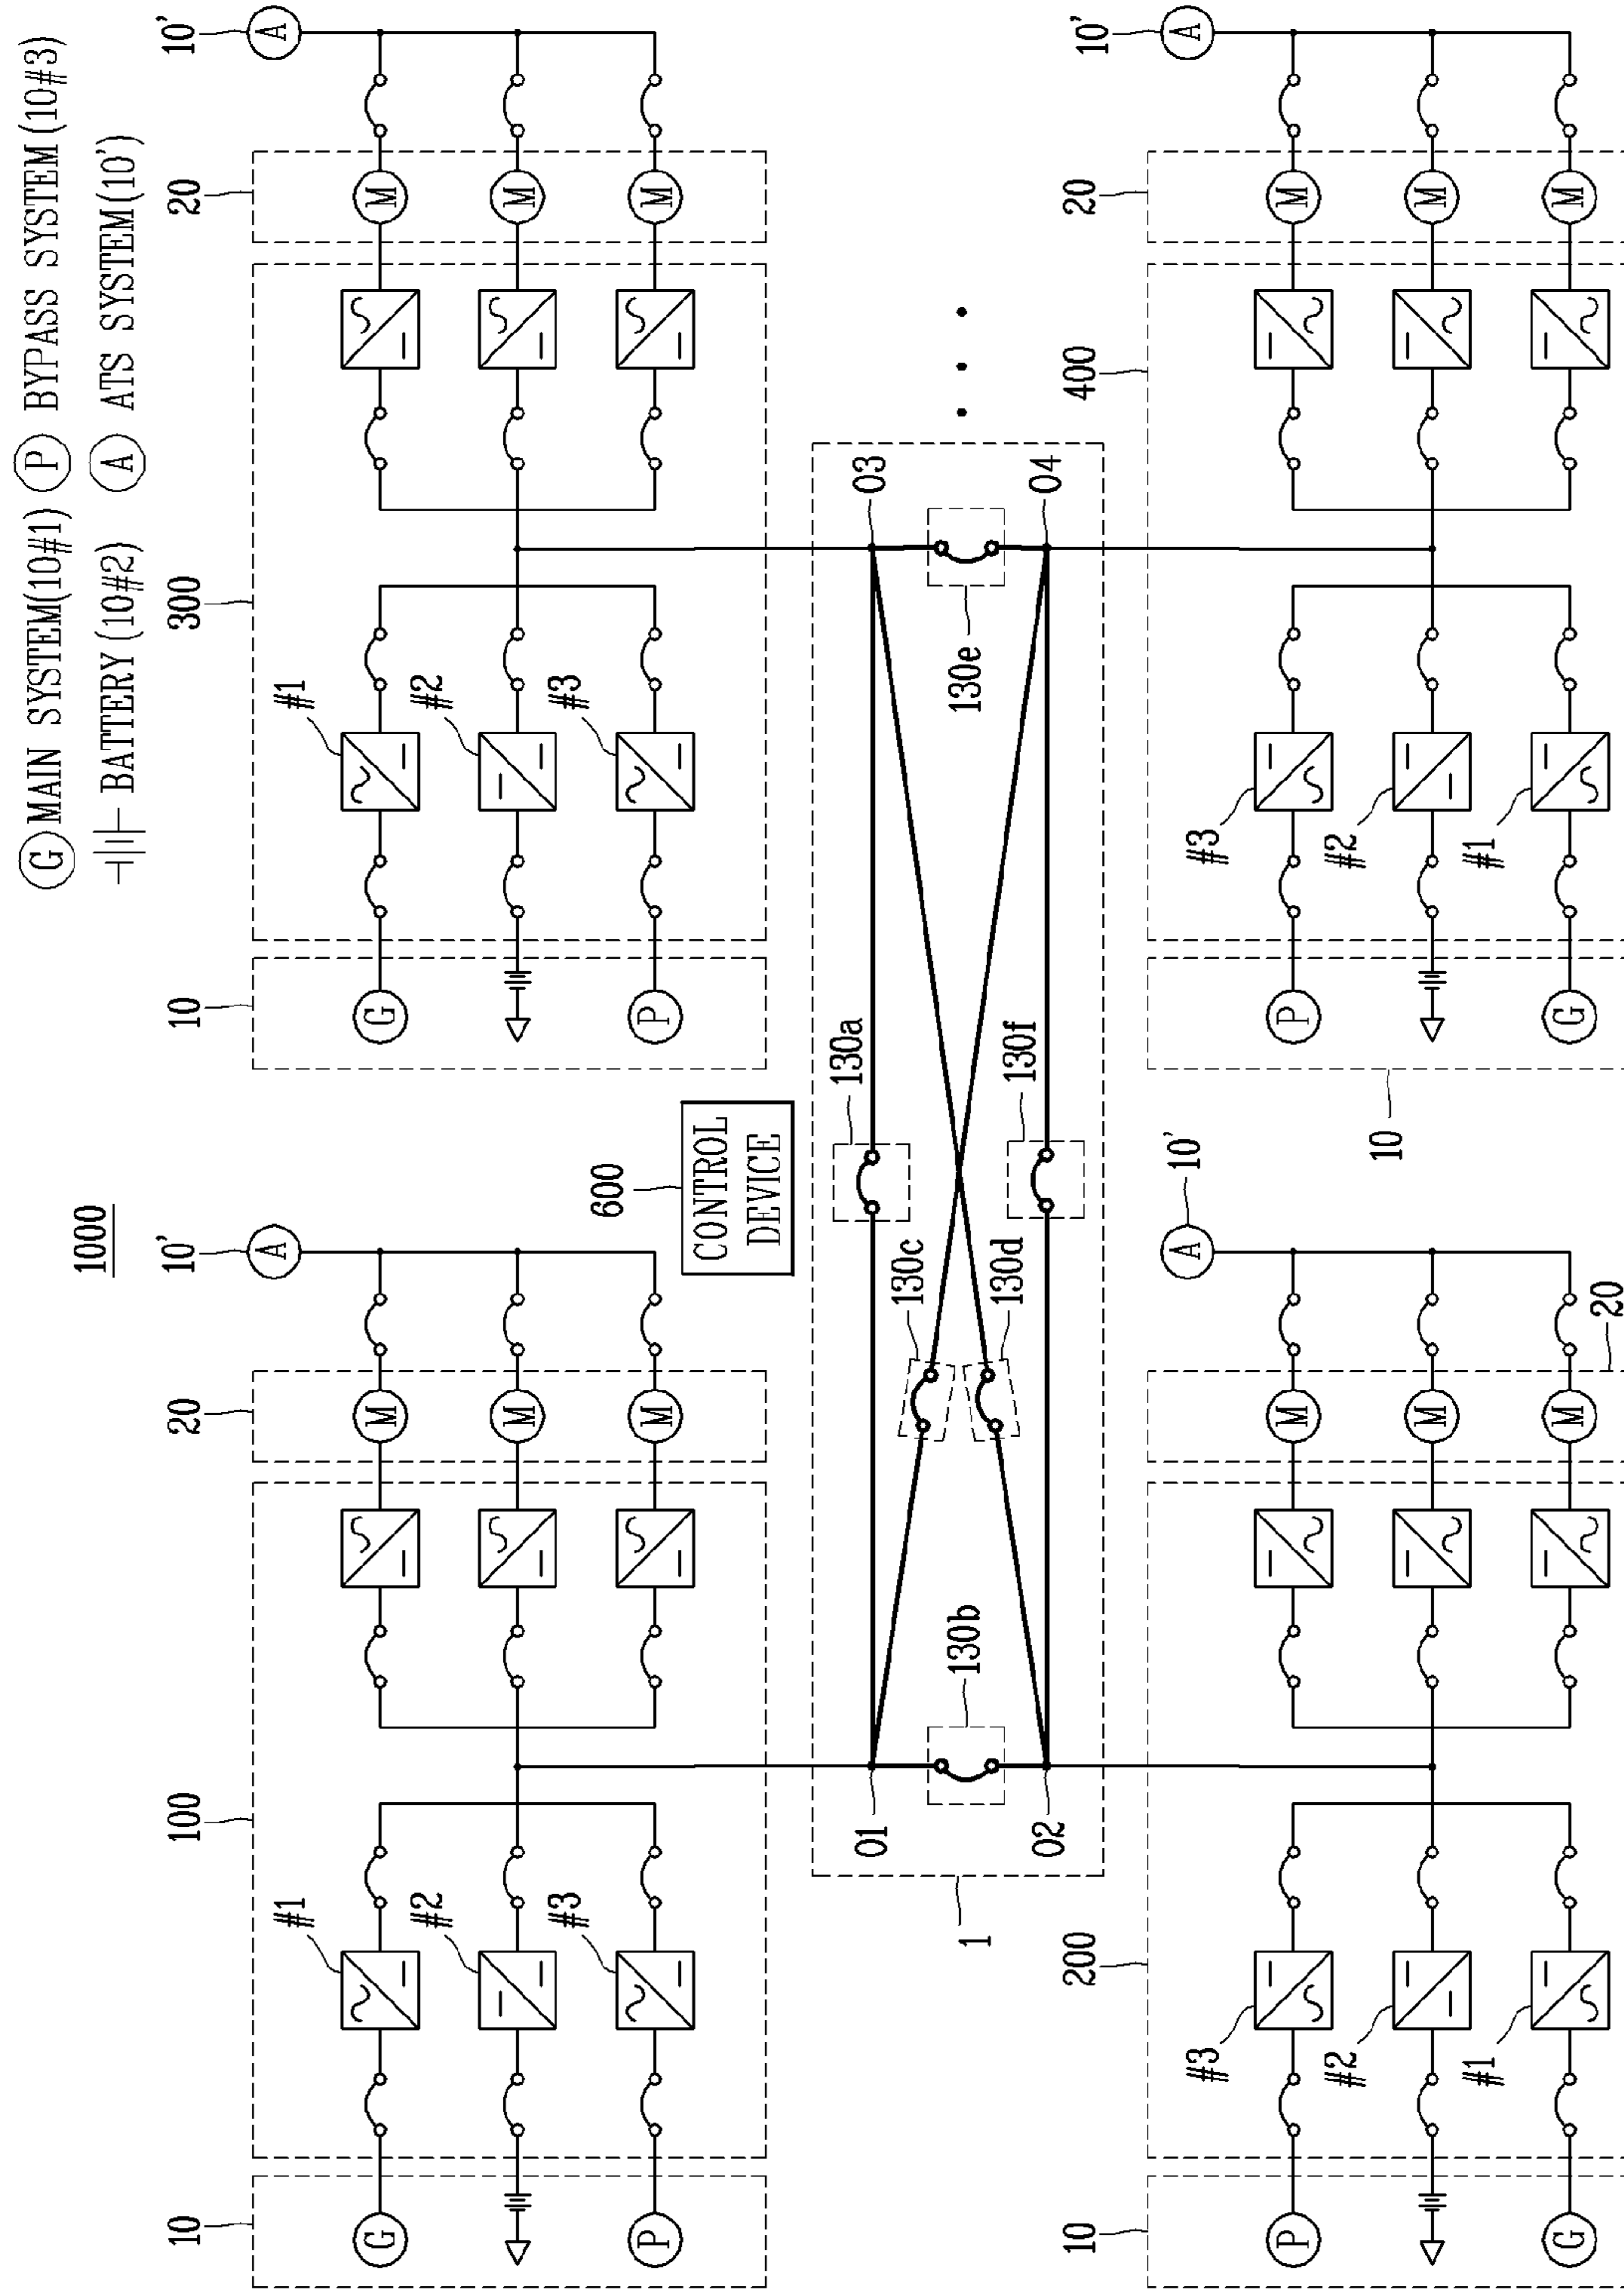 Ⓖ MAIN SYSTEM(10#1) Ⓟ BYPASS SYSTEM (10#3)
BATTERY (10#2) Ⓐ ATS SYSTEM(10')
1000
10 100 20 10'
10 300 20 10'
G
M
A
G
M
A
#1
#1
#2
M
#2
M
#3
#3
P
M
P
M
600
CONTROL
DEVICE
01 130a 03
130c
130b 130e
130d
02 130f 04
1
10 200 10'
400 20 10'
P
#3
M
A
P
#3
M
A
#2
M
#2
M
G
#1
M
G
#1
M
20
10